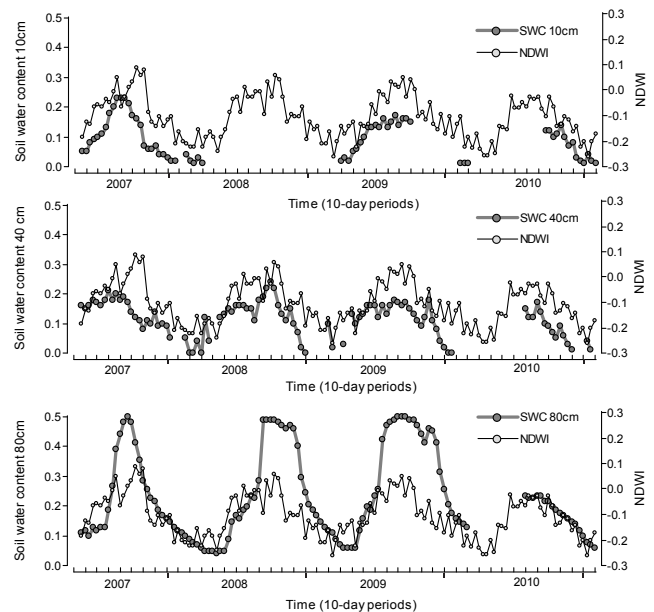 Soil water content 10cm
0.5
0.4
0.3
0.2
0.1
0.0
SWC 10cm
NDWI
0.3
0.2
0.1
0.0
-0.1
-0.2
-0.3
NDWI
2007 2008 2009 2010
Time (10-day periods)
Soil water content 40 cm
0.5
0.4
0.3
0.2
0.1
0.0
SWC 40cm
NDWI
0.3
0.2
0.1
0.0
-0.1
-0.2
-0.3
NDWI
2007 2008 2009 2010
Time (10-day periods)
Soil water content 80cm
0.5
0.4
0.3
0.2
0.1
0.0
SWC 80cm
NDWI
0.3
0.2
0.1
0.0
-0.1
-0.2
-0.3
NDWI
2007 2008 2009 2010
Time (10-day periods)